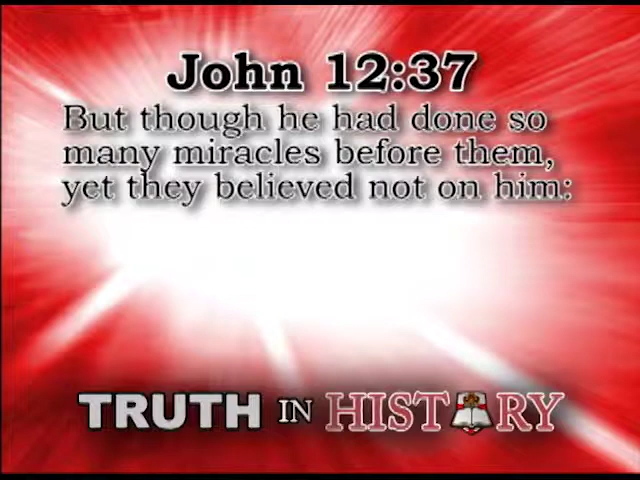 John 12:37
But though he had done so
many miracles before them,
yet they believed not on him:
TRUTH IN HISTORY